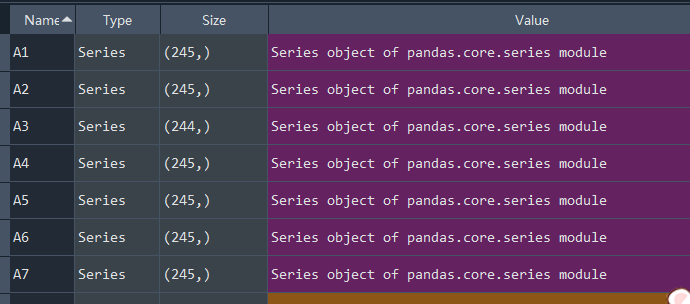 Name Type Size Value
A1 Series (245,) Series object of pandas.core.series module
A2 Series (245,) Series object of pandas.core.series module
A3 Series (244,) Series object of pandas.core.series module
A4 Series (245,) Series object of pandas.core.series module
A5 Series (245,) Series object of pandas.core.series module
A6 Series (245,) Series object of pandas.core.series module
A7 Series (245,) Series object of pandas.core.series module